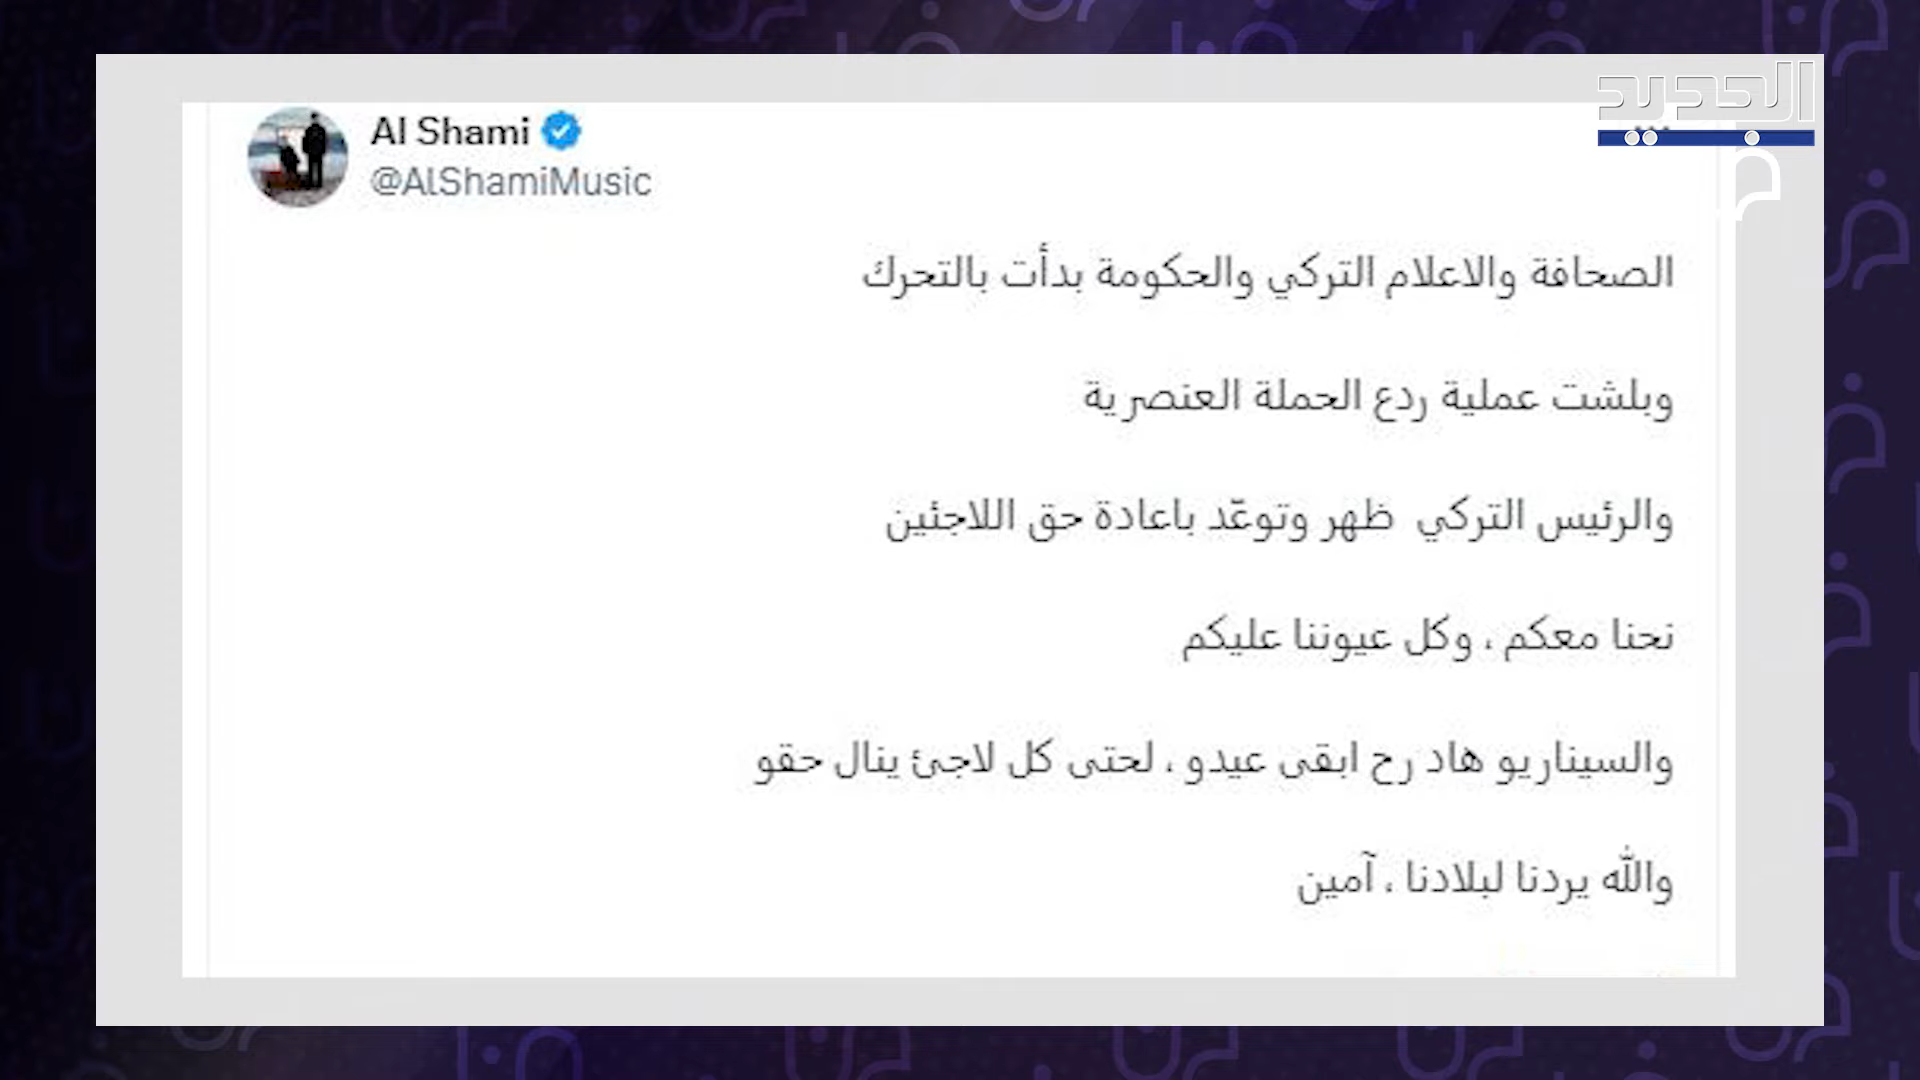 الجديد
Al Shami
@AlShamiMusic
الصحافة والاعلام التركي والحكومة بدأت بالتحرك
وبلشت عملية ردع الحملة العنصرية
والرئيس التركي ظهر وتوعّد باعادة حق اللاجئين
نحنا معكم ، وكل عيوننا عليكم
والسيناريو هاد رح ابقى عيدو ، لحتى كل لاجئ ينال حقو
والله يردنا لبلادنا ، آمين